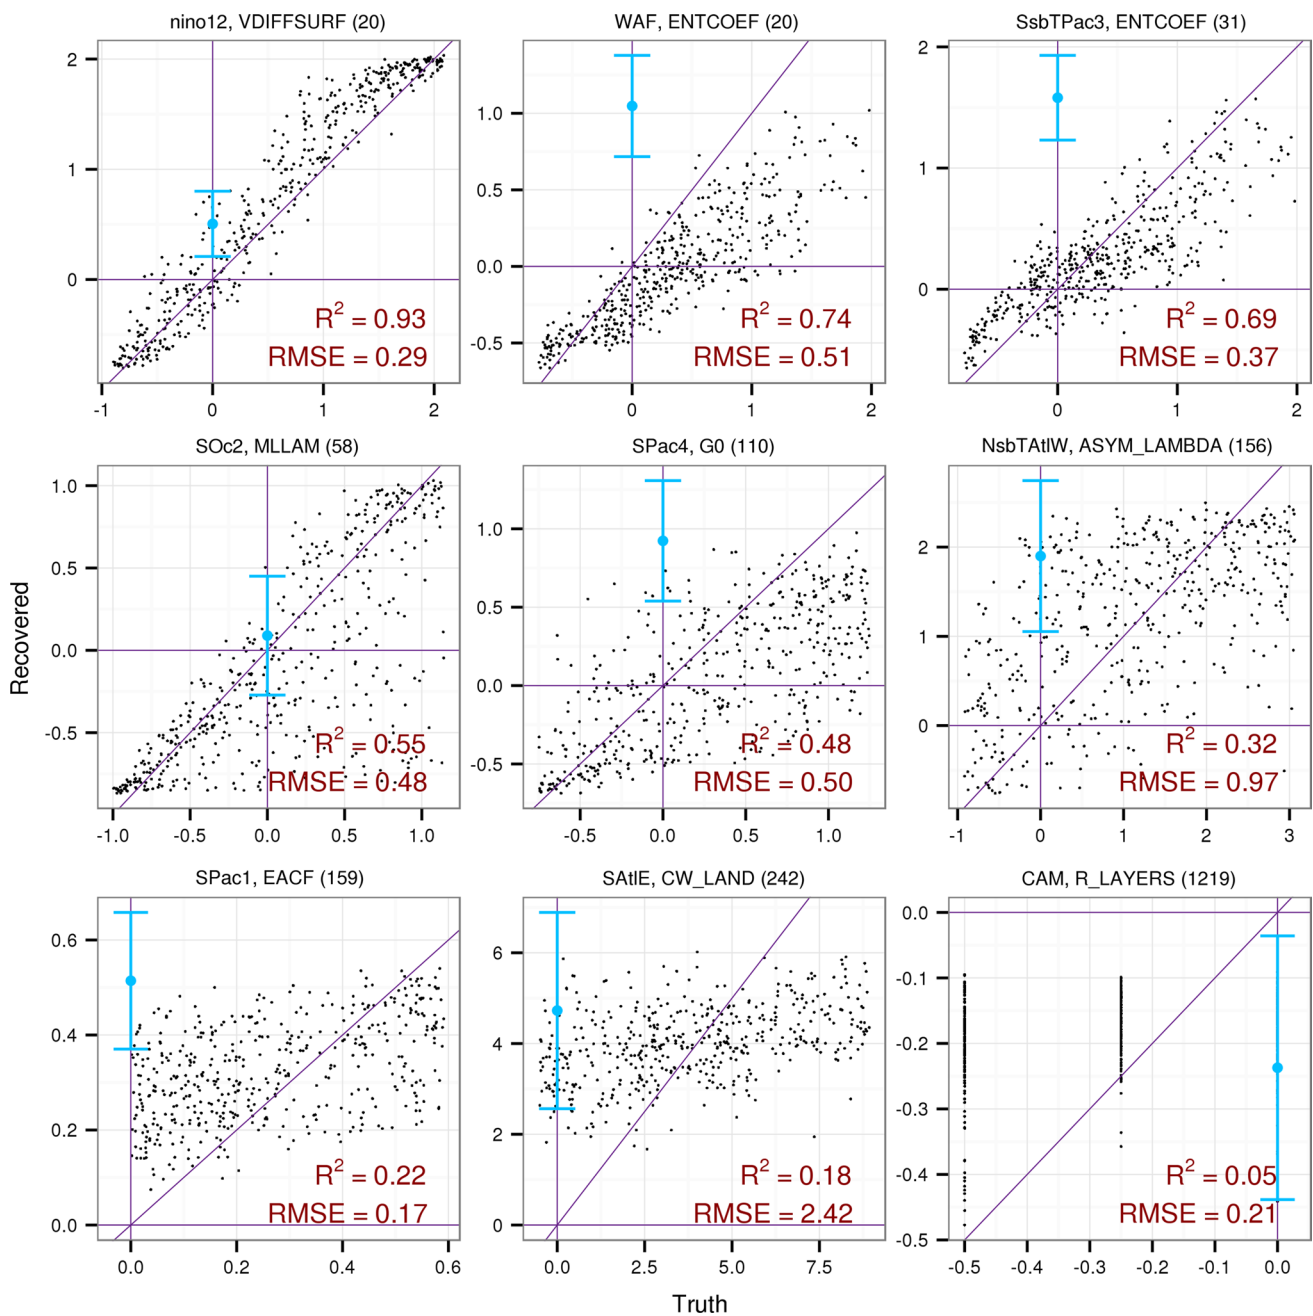 nino12, VDIFFSURF (20)
WAF, ENTCOEF (20)
SsbTPac3, ENTCOEF (31)
2
1
0
R² = 0.93
RMSE = 0.29
-1 0 1 2
1.0
0.5
0.0
-0.5
R² = 0.74
RMSE = 0.51
0 1 2
2
1
0
R² = 0.69
RMSE = 0.37
0 1 2
SOc2, MLLAM (58)
SPac4, G0 (110)
NsbTAtlW, ASYM_LAMBDA (156)
1.0
0.5
0.0
-0.5
R² = 0.55
RMSE = 0.48
-1.0 -0.5 0.0 0.5 1.0
1.0
0.5
0.0
-0.5
R² = 0.48
RMSE = 0.50
-0.5 0.0 0.5 1.0
2
1
0
R² = 0.32
RMSE = 0.97
-1 0 1 2 3
Recovered
SPac1, EACF (159)
SAtlE, CW_LAND (242)
CAM, R_LAYERS (1219)
0.6
0.4
0.2
0.0
R² = 0.22
RMSE = 0.17
0.0 0.2 0.4 0.6
6
4
2
0
R² = 0.18
RMSE = 2.42
0.0 2.5 5.0 7.5
0.0
-0.1
-0.2
-0.3
-0.4
-0.5
R² = 0.05
RMSE = 0.21
-0.5 -0.4 -0.3 -0.2 -0.1 0.0
Truth